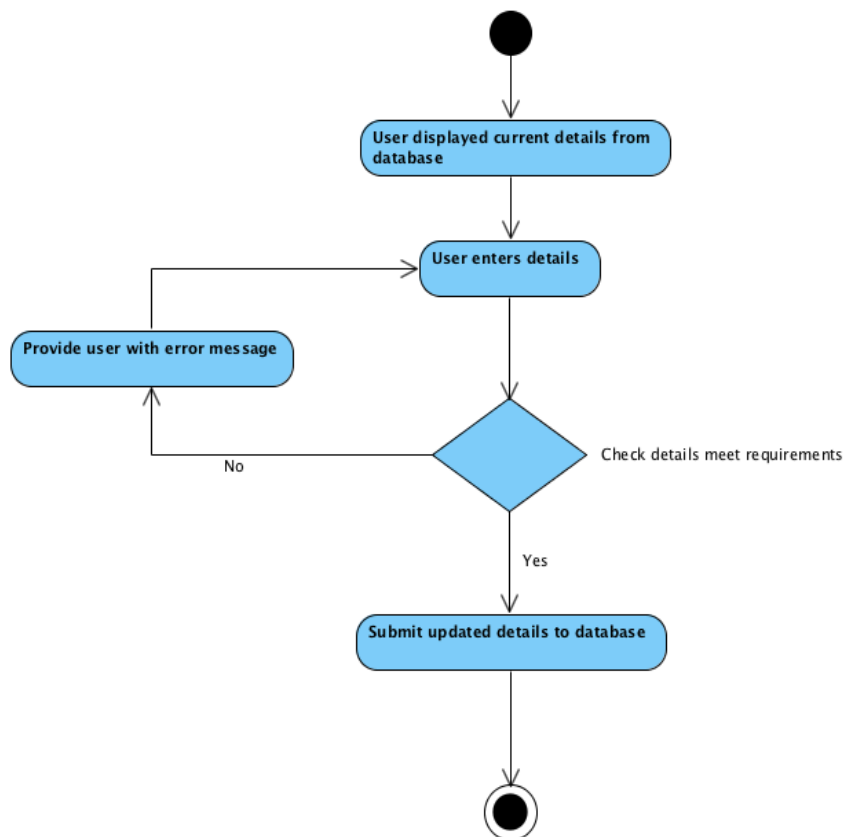 User displayed current details from
database
User enters details
Provide user with error message
Check details meet requirements
No
Yes
Submit updated details to database